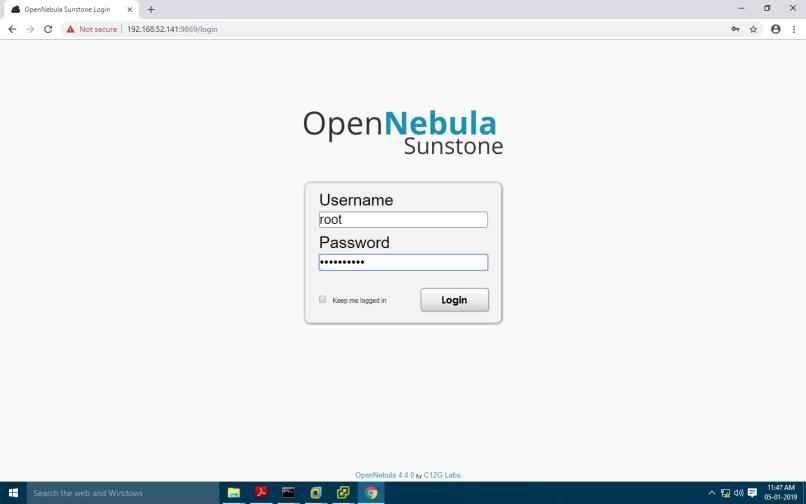 OpenNebula Sunstone Login
Not secure | 192.168.52.141:9869/login
OpenNebula
Sunstone
Username
root
Password
••••••••••
Keep me logged in
Login
OpenNebula 4.4.0 by C12G Labs.
Search the web and Windows
11:47 AM
05-01-2019